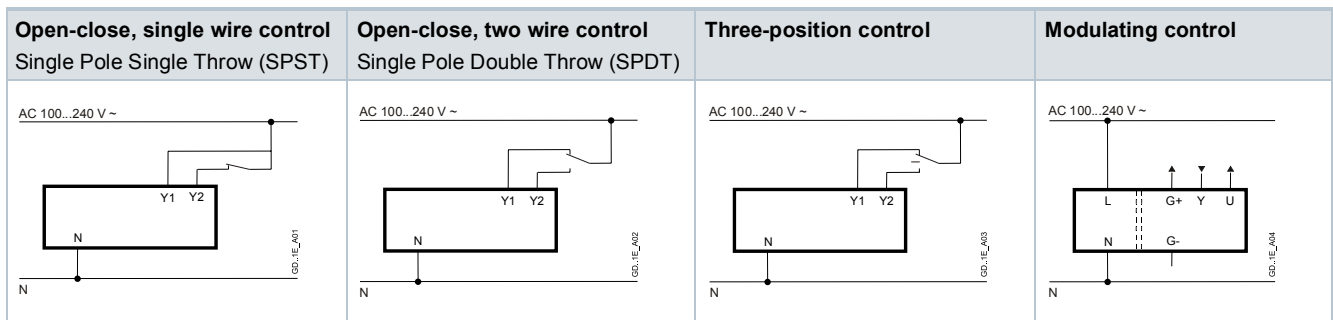 Open-close, single wire control
Single Pole Single Throw (SPST)
Open-close, two wire control
Single Pole Double Throw (SPDT)
Three-position control
Modulating control
AC 100...240 V ~
Y1 Y2
N
N
GD..1E_A01
AC 100...240 V ~
Y1 Y2
N
N
GD..1E_A02
AC 100...240 V ~
Y1 Y2
N
N
GD..1E_A03
AC 100...240 V ~
L G+ Y U
N G-
N
GD..1E_A04